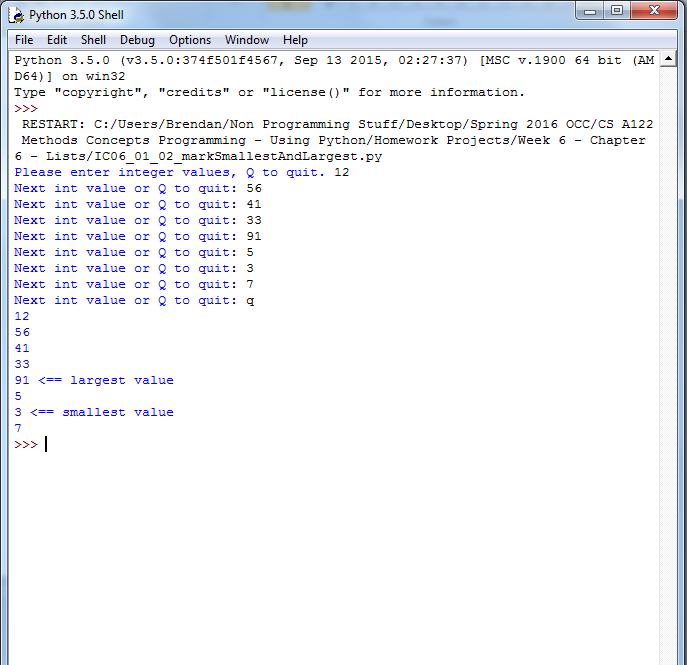 Python 3.5.0 Shell
File Edit Shell Debug Options Window Help
Python 3.5.0 (v3.5.0:374f501f4567, Sep 13 2015, 02:27:37) [MSC v.1900 64 bit (AM
D64)] on win32
Type "copyright", "credits" or "license()" for more information.
>>>
RESTART: C:/Users/Brendan/Non Programming Stuff/Desktop/Spring 2016 OCC/CS A122
Methods Concepts Programming - Using Python/Homework Projects/Week 6 - Chapter
6 - Lists/IC06_01_02_markSmallestAndLargest.py
Please enter integer values, Q to quit. 12
Next int value or Q to quit: 56
Next int value or Q to quit: 41
Next int value or Q to quit: 33
Next int value or Q to quit: 91
Next int value or Q to quit: 5
Next int value or Q to quit: 3
Next int value or Q to quit: 7
Next int value or Q to quit: q
12
56
41
33
91 <== largest value
5
3 <== smallest value
7
>>>